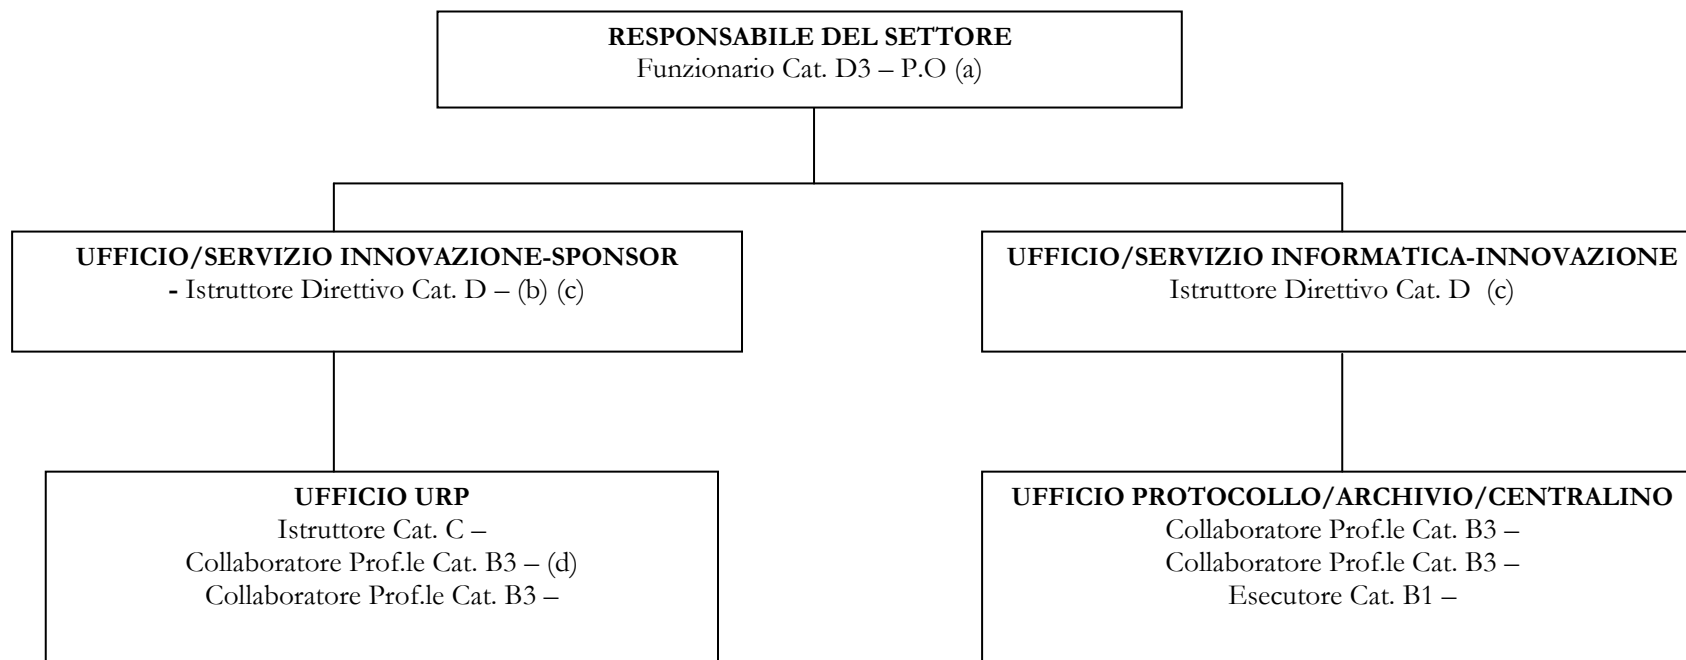 RESPONSABILE DEL SETTORE
Funzionario Cat. D3 – P.O (a)
UFFICIO/SERVIZIO INNOVAZIONE-SPONSOR
- Istruttore Direttivo Cat. D – (b) (c)
UFFICIO/SERVIZIO INFORMATICA-INNOVAZIONE
Istruttore Direttivo Cat. D  (c)
UFFICIO URP
Istruttore Cat. C –
Collaboratore Prof.le Cat. B3 – (d)
Collaboratore Prof.le Cat. B3 –
UFFICIO PROTOCOLLO/ARCHIVIO/CENTRALINO
Collaboratore Prof.le Cat. B3 –
Collaboratore Prof.le Cat. B3 –
Esecutore Cat. B1 –